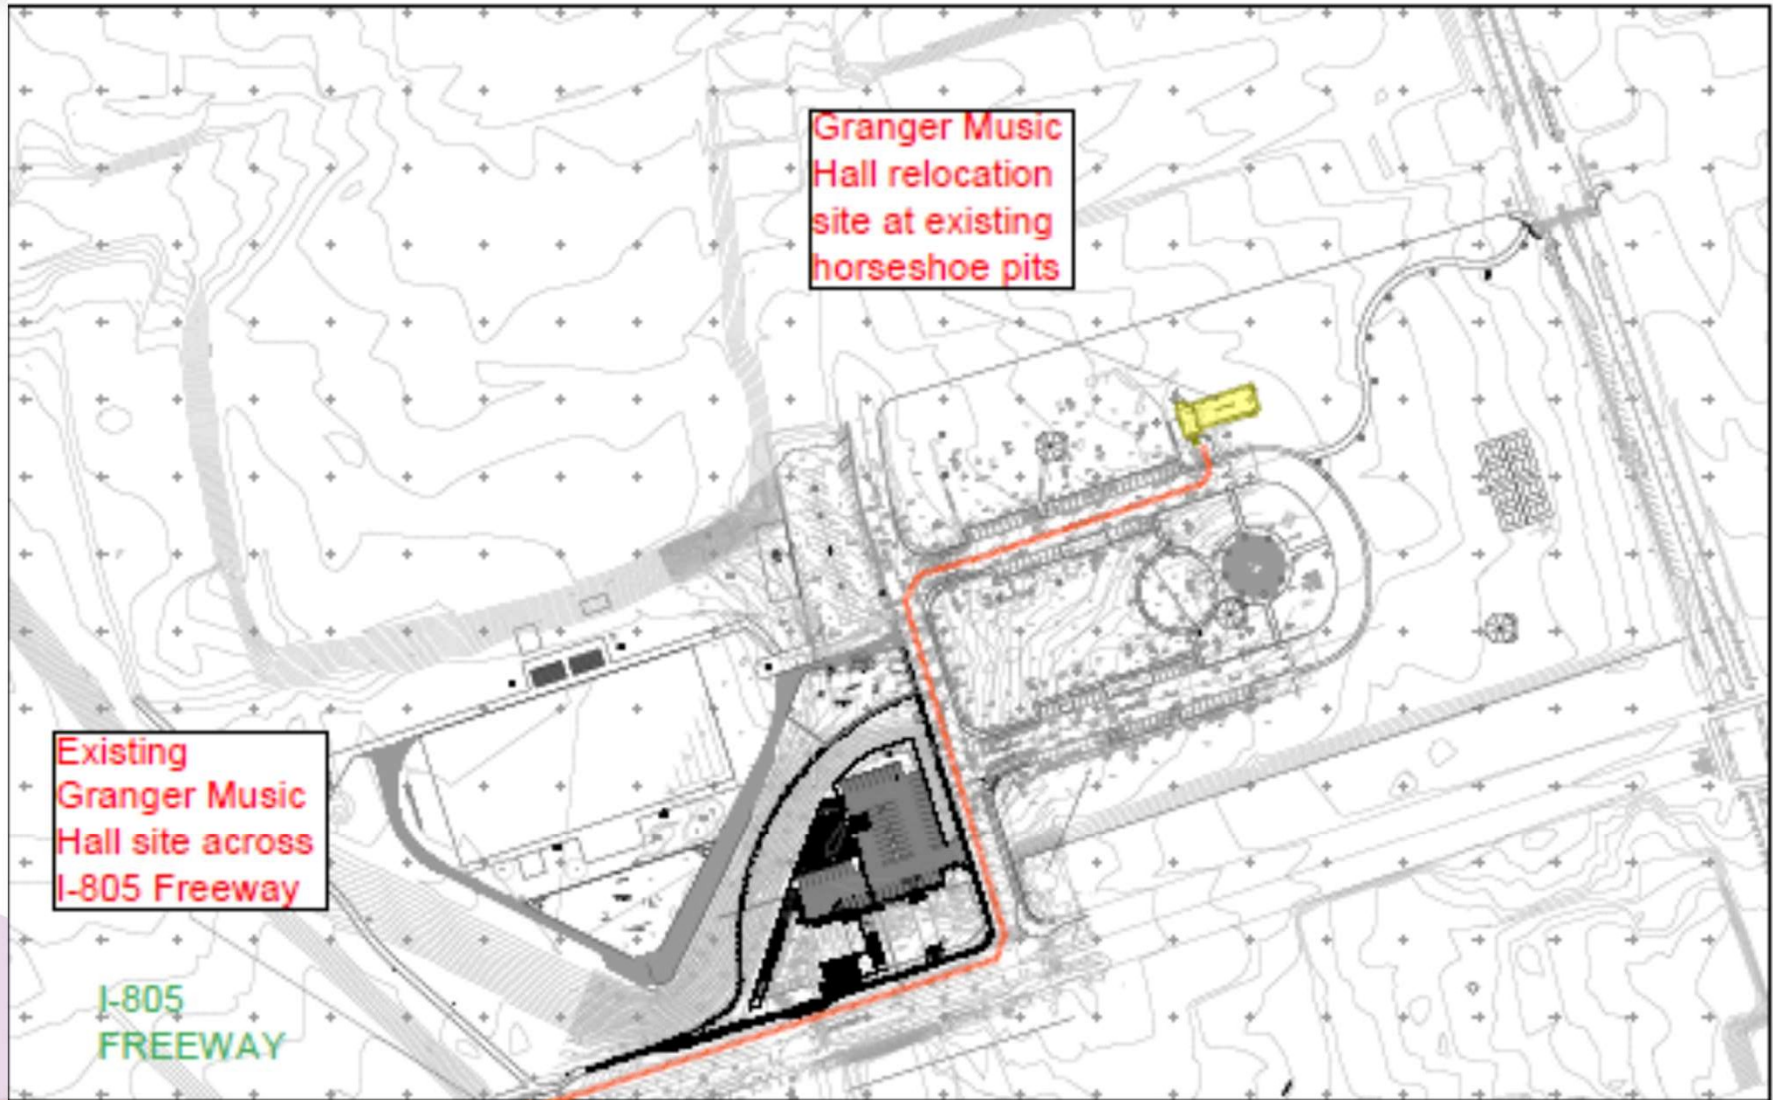 Granger Music
Hall relocation
site at existing
horseshoe pits
Existing
Granger Music
Hall site across
I-805 Freeway
I-805
FREEWAY